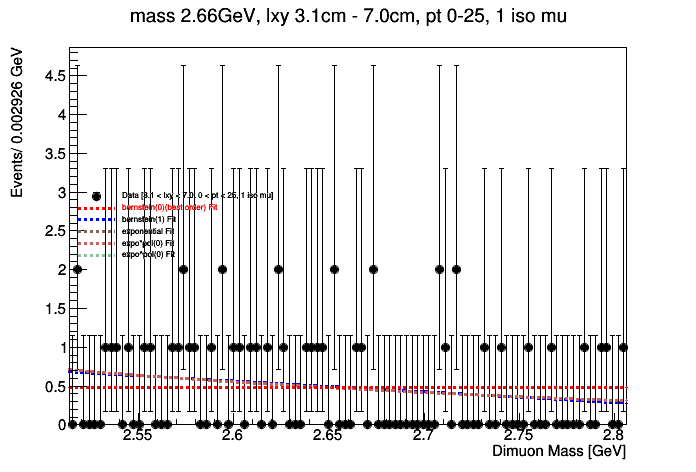 mass 2.66GeV, lxy 3.1cm - 7.0cm, pt 0-25, 1 iso mu
Events/ 0.002926 GeV
4.5
4
3.5
3
2.5
2
1.5
1
0.5
0
Data [3.1 < lxy < 7.0, 0 < pt < 25, 1 iso mu]
bernstein(0)(best order) Fit
bernstein(1) Fit
exponential Fit
expo*pol(0) Fit
expo^pol(0) Fit
2.55
2.6
2.65
2.7
2.75
2.8
Dimuon Mass [GeV]